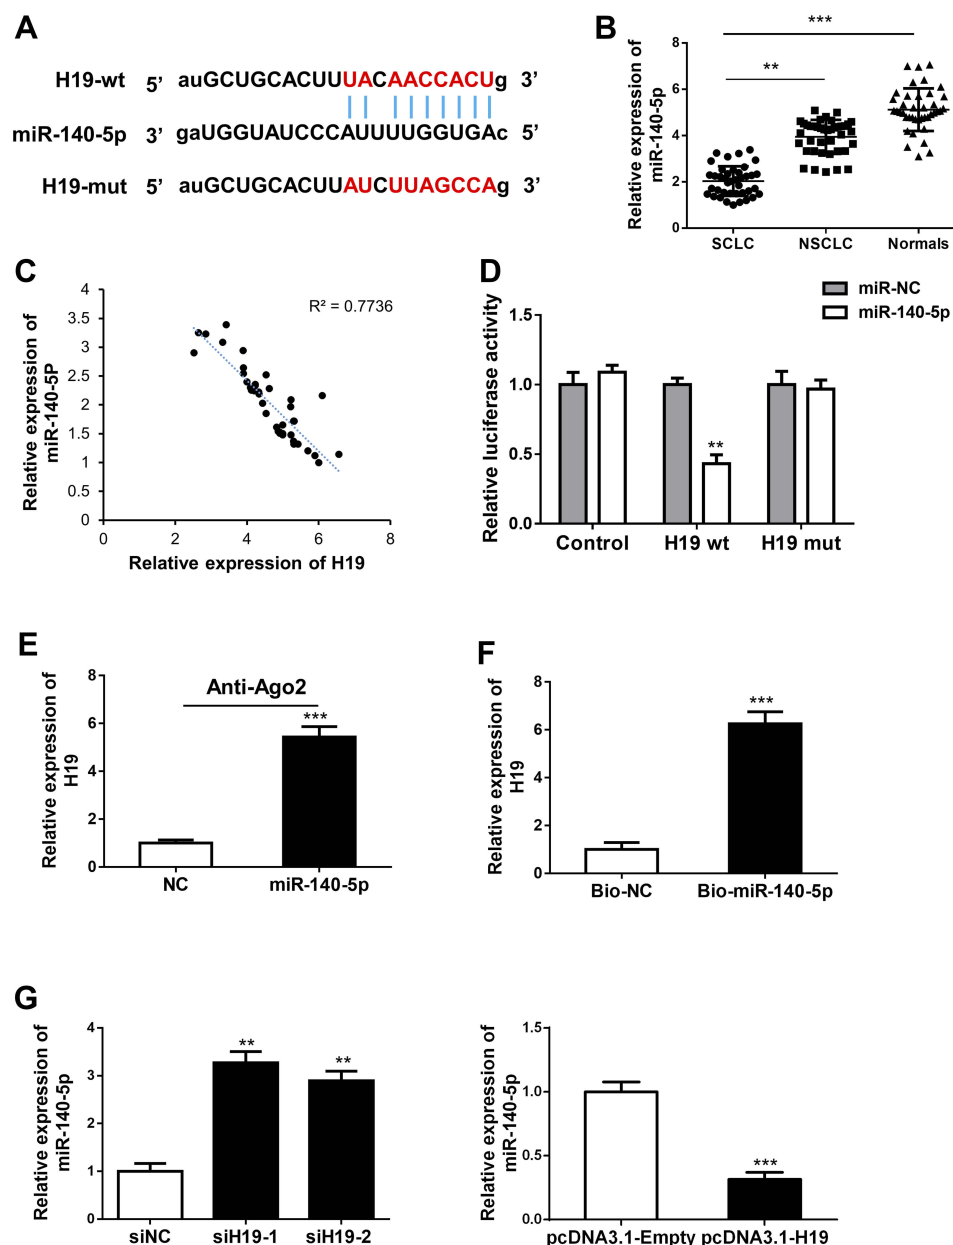 A
H19-wt 5’ auGCUGCACUUUACAACCACUg 3’
miR-140-5p 3’ gaUGGUAUCCCAUUUUGGUGAc 5’
H19-mut 5’ auGCUGCACUUAUCUUAGCCAg 3’
B
Relative expression of
miR-140-5p
8
6
4
2
0
***
**
SCLC NSCLC Normals
C
Relative expression of
miR-140-5P
4
3.5
3
2.5
2
1.5
1
0.5
0
R² = 0.7736
0 2 4 6 8
Relative expression of H19
D
miR-NC
miR-140-5p
Relative luciferase activity
1.5
1.0
0.5
0.0
**
Control H19 wt H19 mut
E
Relative expression of
H19
8
6
4
2
0
Anti-Ago2
***
NC miR-140-5p
F
Relative expression of
H19
8
6
4
2
0
***
Bio-NC Bio-miR-140-5p
G
Relative expression of
miR-140-5p
4
3
2
1
0
**
**
siNC siH19-1 siH19-2
Relative expression of
miR-140-5p
1.5
1.0
0.5
0.0
***
pcDNA3.1-Empty pcDNA3.1-H19